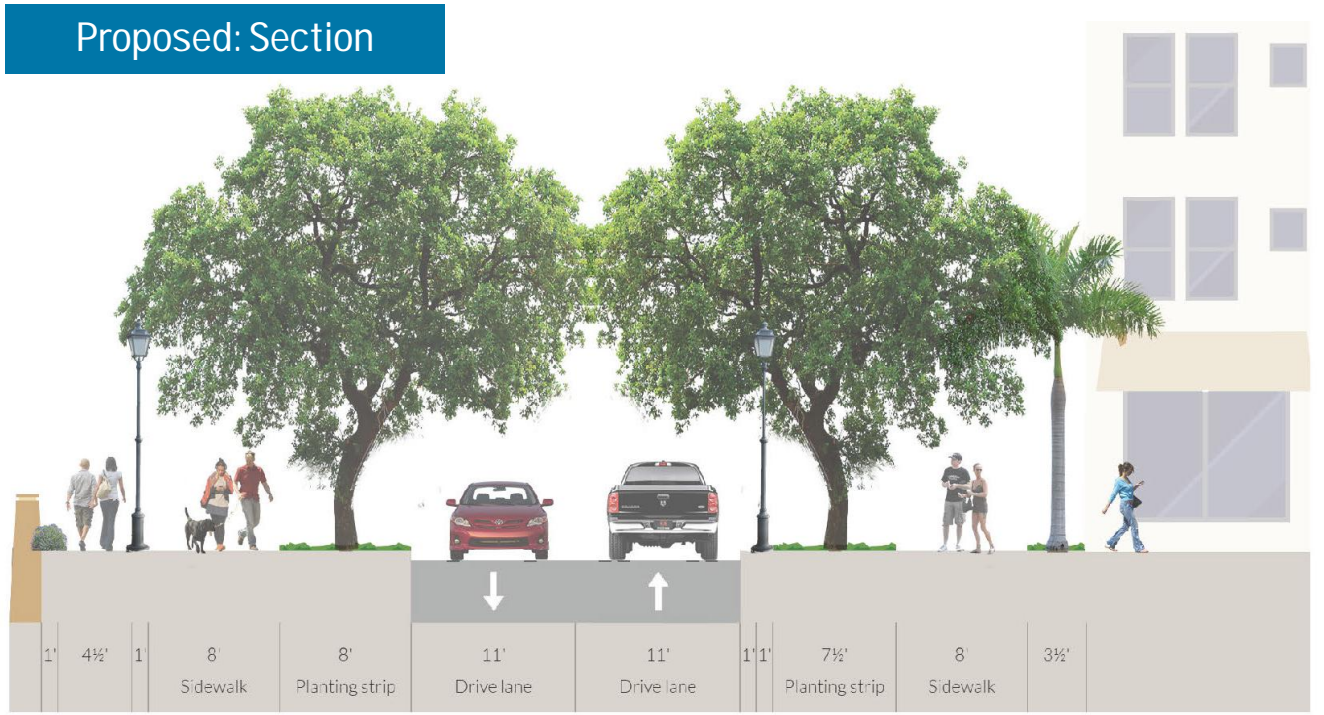 Proposed: Section
1' 4½' 1' 8' 8' 11' 11' 1' 1' 7½' 8' 3½'
Sidewalk Planting strip Drive lane Drive lane Planting strip Sidewalk